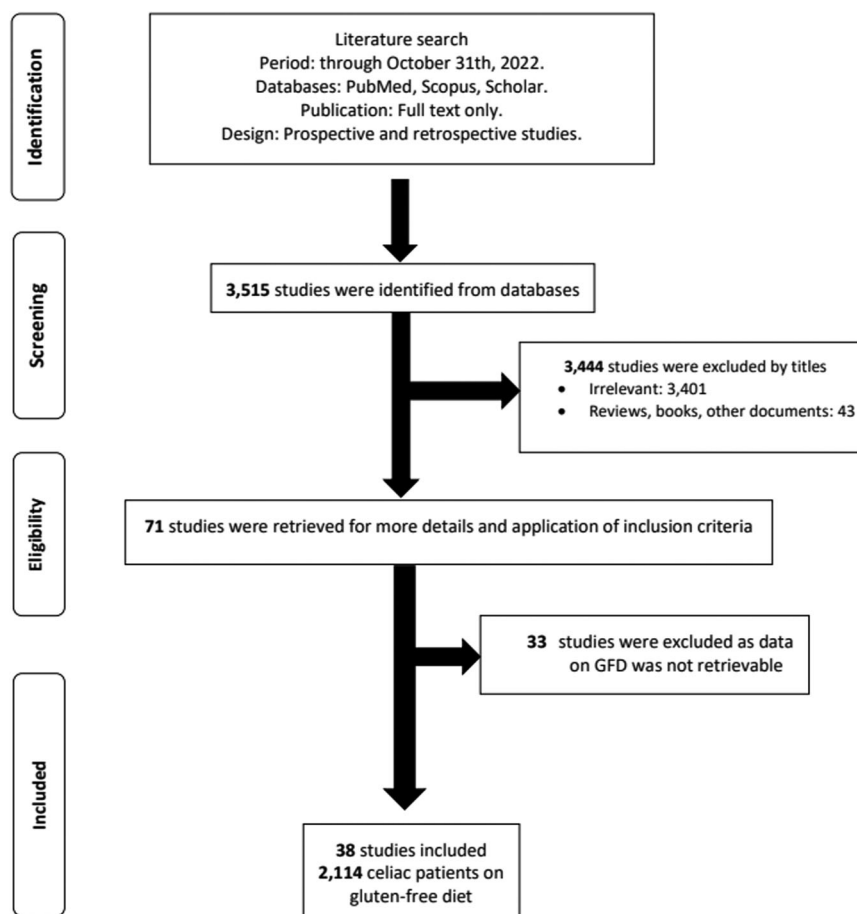 Identification
Literature search
Period: through October 31th, 2022.
Databases: PubMed, Scopus, Scholar.
Publication: Full text only.
Design: Prospective and retrospective studies.
Screening
3,515 studies were identified from databases
3,444 studies were excluded by titles
• Irrelevant: 3,401
• Reviews, books, other documents: 43
Eligibility
71 studies were retrieved for more details and application of inclusion criteria
33 studies were excluded as data
on GFD was not retrievable
Included
38 studies included
2,114 celiac patients on
gluten-free diet